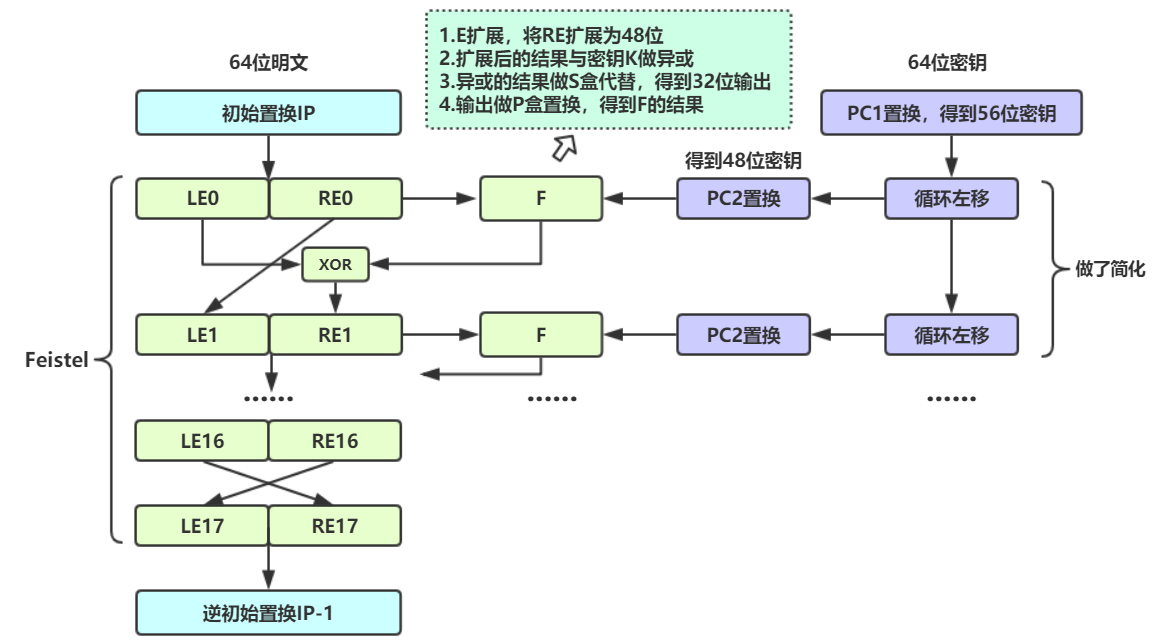 1.E扩展，将RE扩展为48位
2.扩展后的结果与密钥K做异或
3.异或的结果做S盒代替，得到32位输出
4.输出做P盒置换，得到F的结果
64位明文
64位密钥
初始置换IP
PC1置换，得到56位密钥
得到48位密钥
LE0
RE0
F
PC2置换
循环左移
XOR
做了简化
LE1
RE1
F
PC2置换
循环左移
Feistel
......
......
......
LE16
RE16
LE17
RE17
逆初始置换IP-1